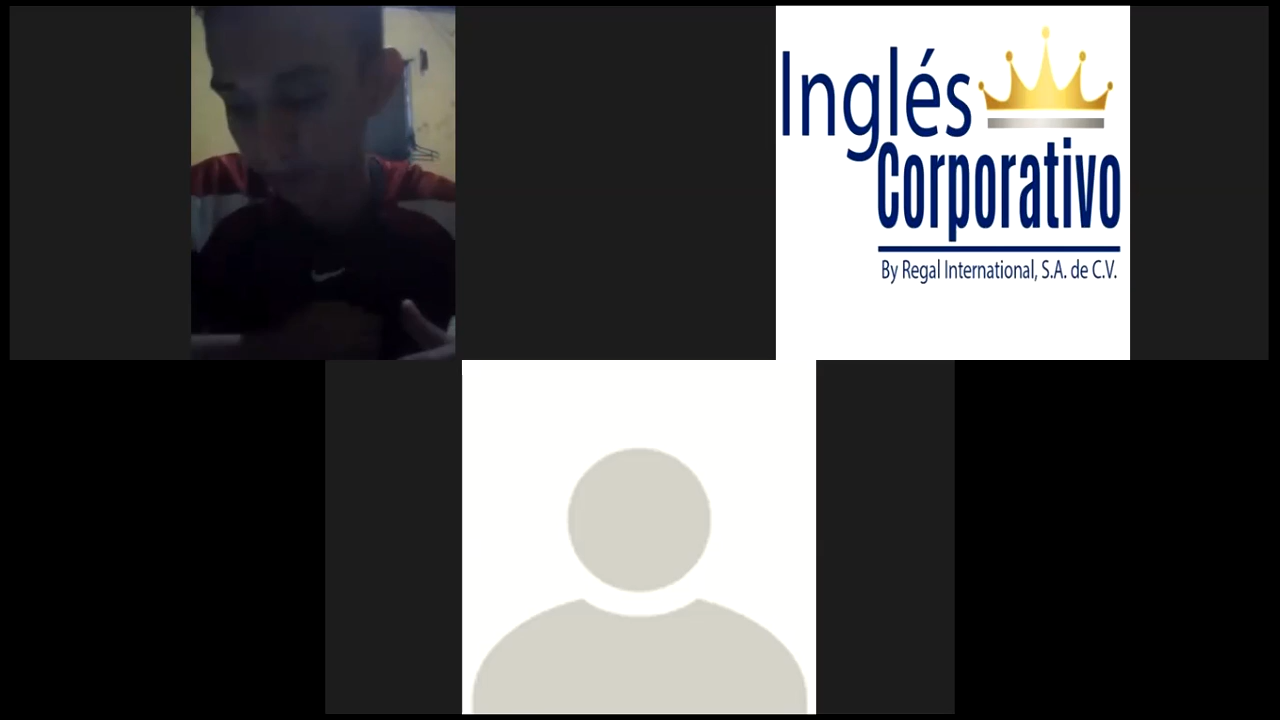 Inglés
Corporativo
By Regal International, S.A. de C.V.